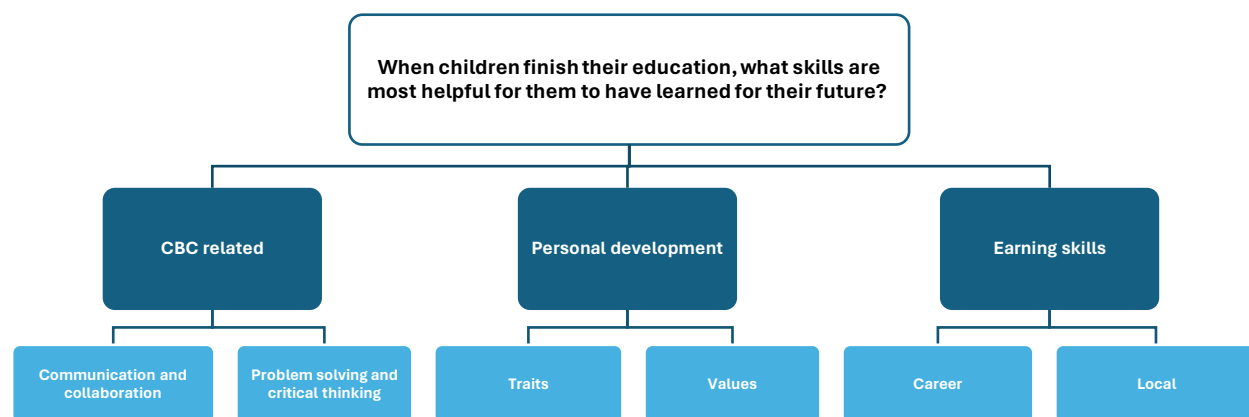 When children finish their education, what skills are
most helpful for them to have learned for their future?
CBC related
Personal development
Earning skills
Communication and
collaboration
Problem solving and
critical thinking
Traits
Values
Career
Local